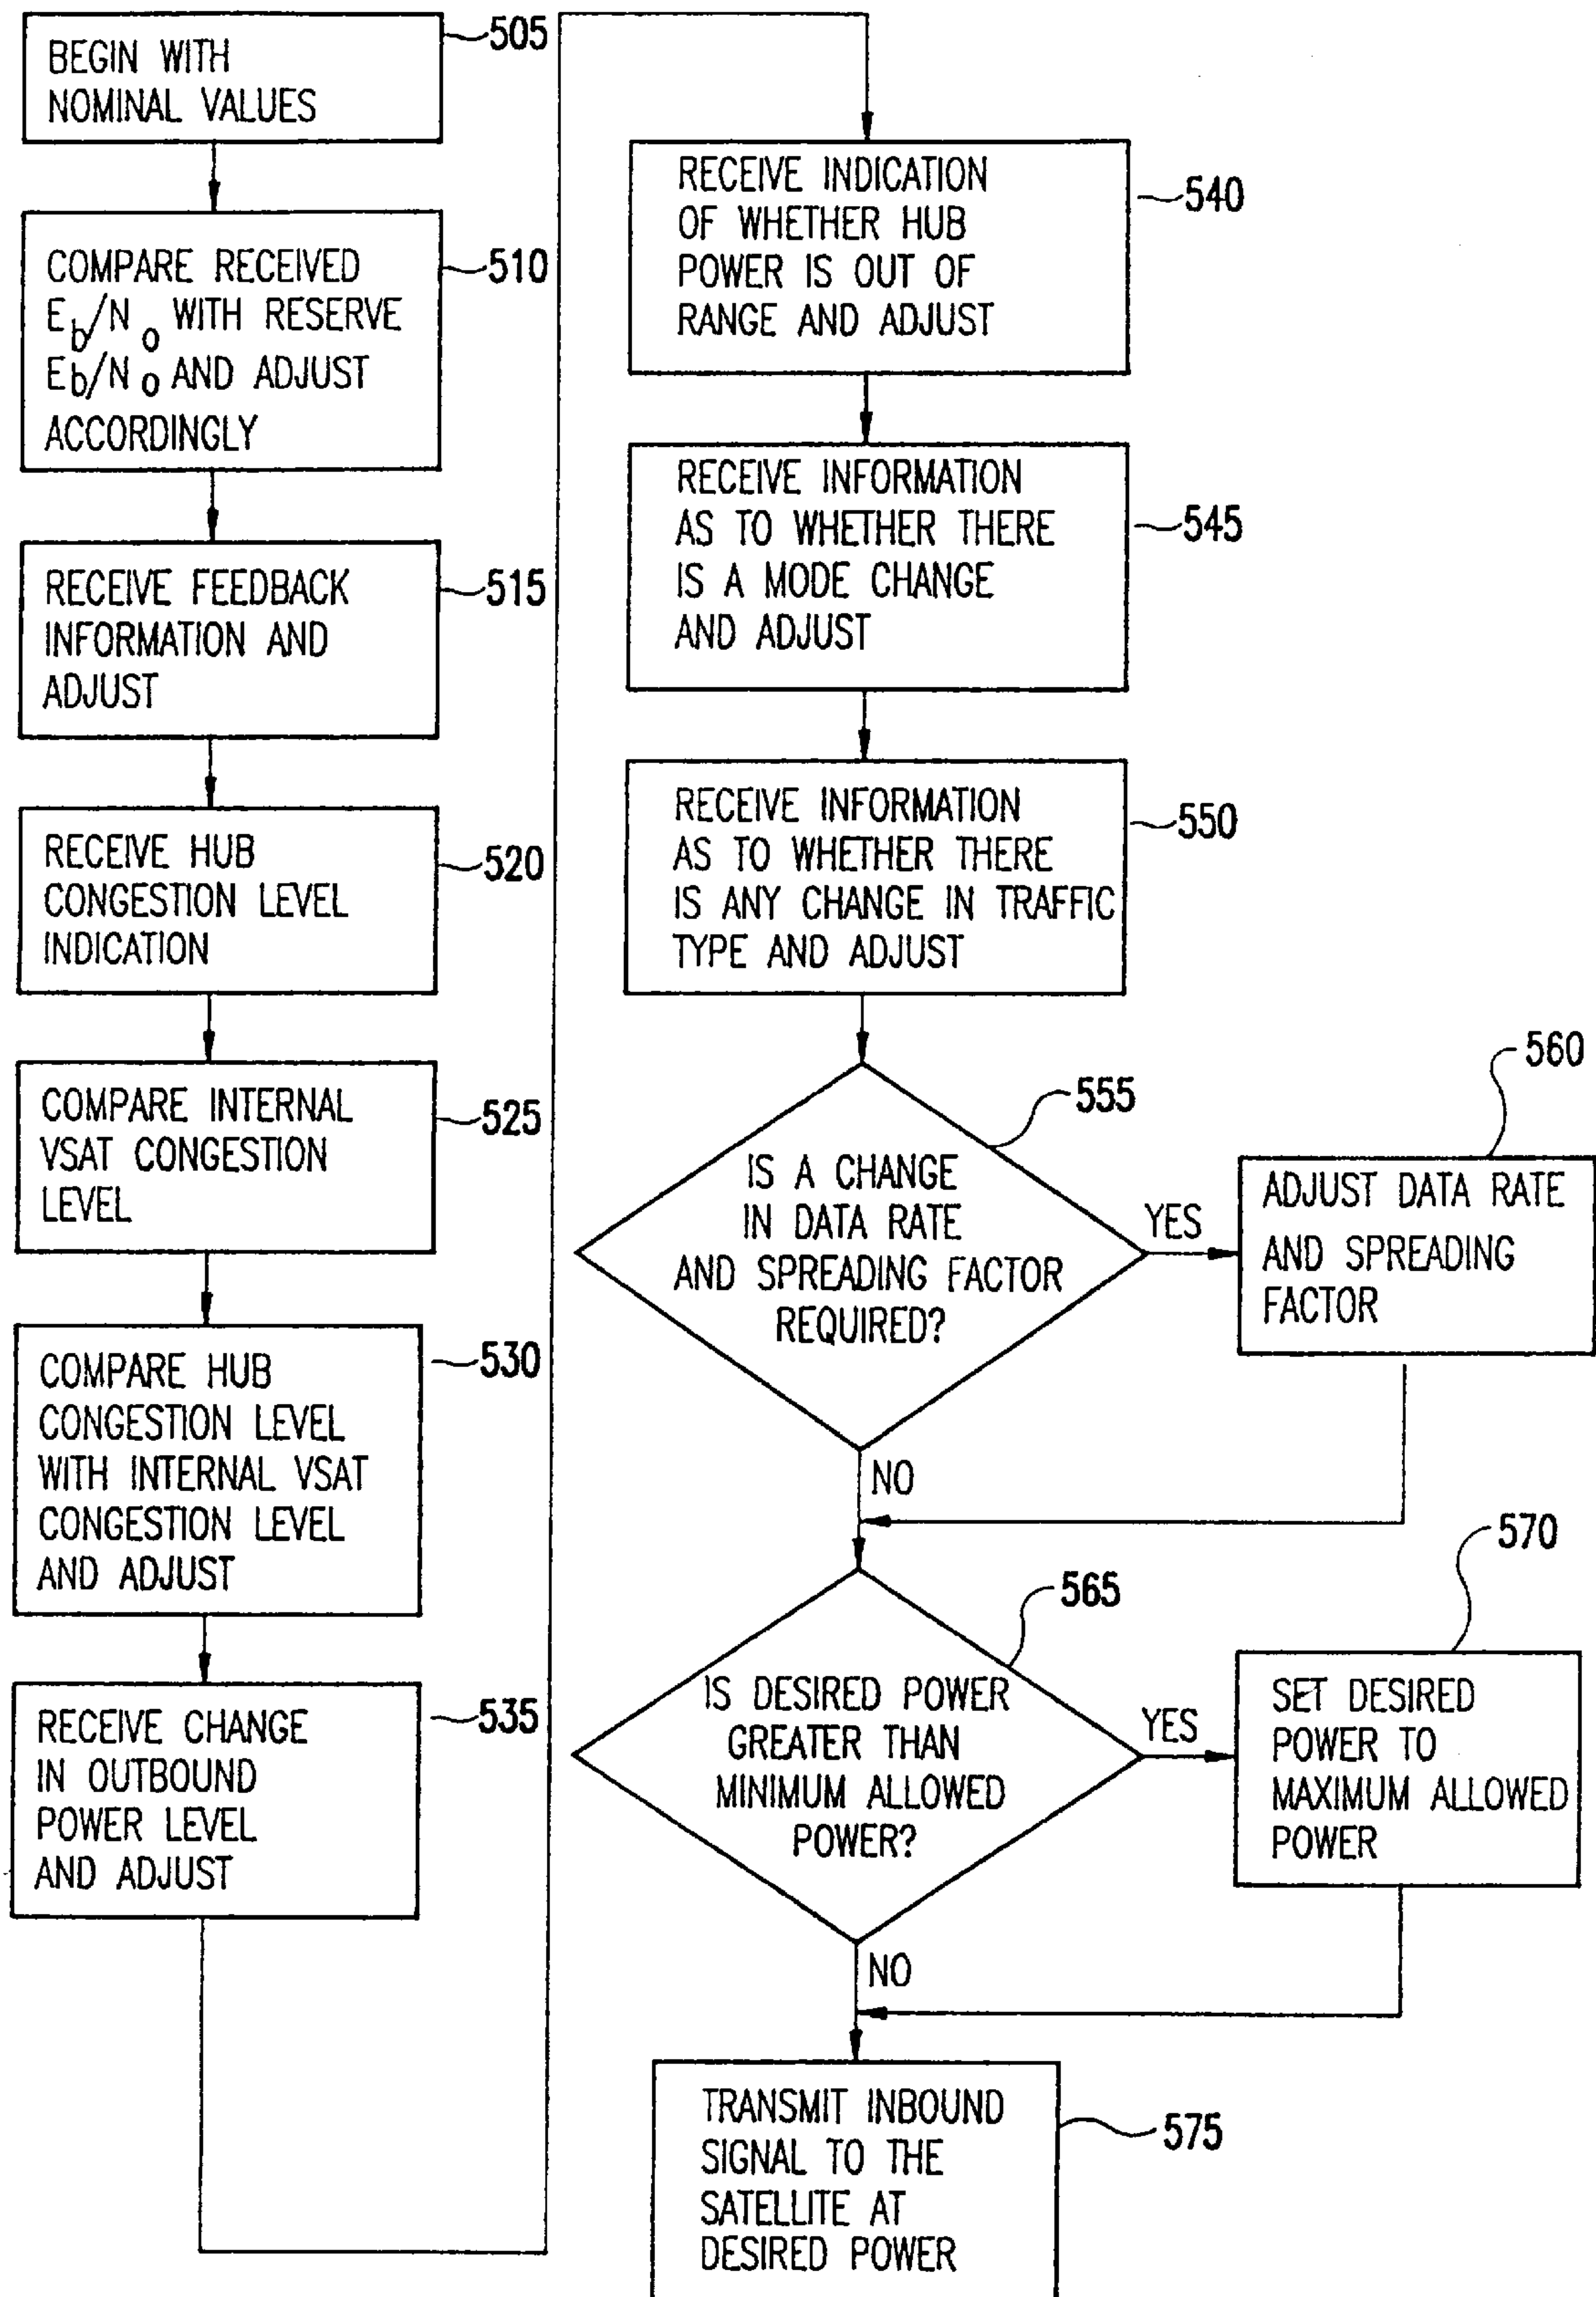 BEGIN WITH
NOMINAL VALUES
505
COMPARE RECEIVED
Eb/No WITH RESERVE
Eb/No AND ADJUST
ACCORDINGLY
510
RECEIVE FEEDBACK
INFORMATION AND
ADJUST
515
RECEIVE HUB
CONGESTION LEVEL
INDICATION
520
COMPARE INTERNAL
VSAT CONGESTION
LEVEL
525
COMPARE HUB
CONGESTION LEVEL
WITH INTERNAL VSAT
CONGESTION LEVEL
AND ADJUST
530
RECEIVE CHANGE
IN OUTBOUND
POWER LEVEL
AND ADJUST
535
RECEIVE INDICATION
OF WHETHER HUB
POWER IS OUT OF
RANGE AND ADJUST
540
RECEIVE INFORMATION
AS TO WHETHER THERE
IS A MODE CHANGE
AND ADJUST
545
RECEIVE INFORMATION
AS TO WHETHER THERE
IS ANY CHANGE IN TRAFFIC
TYPE AND ADJUST
550
IS A CHANGE
IN DATA RATE
AND SPREADING FACTOR
REQUIRED?
555
YES
ADJUST DATA RATE
AND SPREADING
FACTOR
560
NO
IS DESIRED POWER
GREATER THAN
MINIMUM ALLOWED
POWER?
565
YES
SET DESIRED
POWER TO
MAXIMUM ALLOWED
POWER
570
NO
TRANSMIT INBOUND
SIGNAL TO THE
SATELLITE AT
DESIRED POWER
575